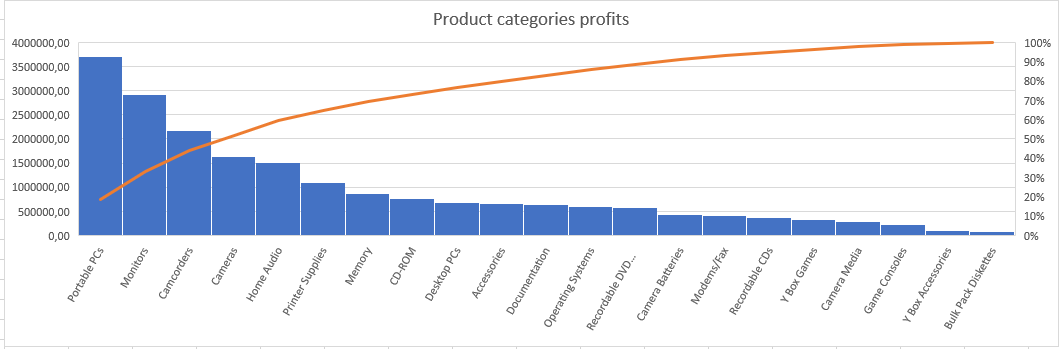 Product categories profits
4000000,00
3500000,00
3000000,00
2500000,00
2000000,00
1500000,00
1000000,00
500000,00
0,00
100%
90%
80%
70%
60%
50%
40%
30%
20%
10%
0%
Portable PCs
Monitors
Camcorders
Cameras
Home Audio
Printer Supplies
Memory
CD-ROM
Desktop PCs
Accessories
Documentation
Operating Systems
Recordable DVD...
Camera Batteries
Modems/Fax
Recordable CDs
Y Box Games
Camera Media
Game Consoles
Y Box Accessories
Bulk Pack Diskettes